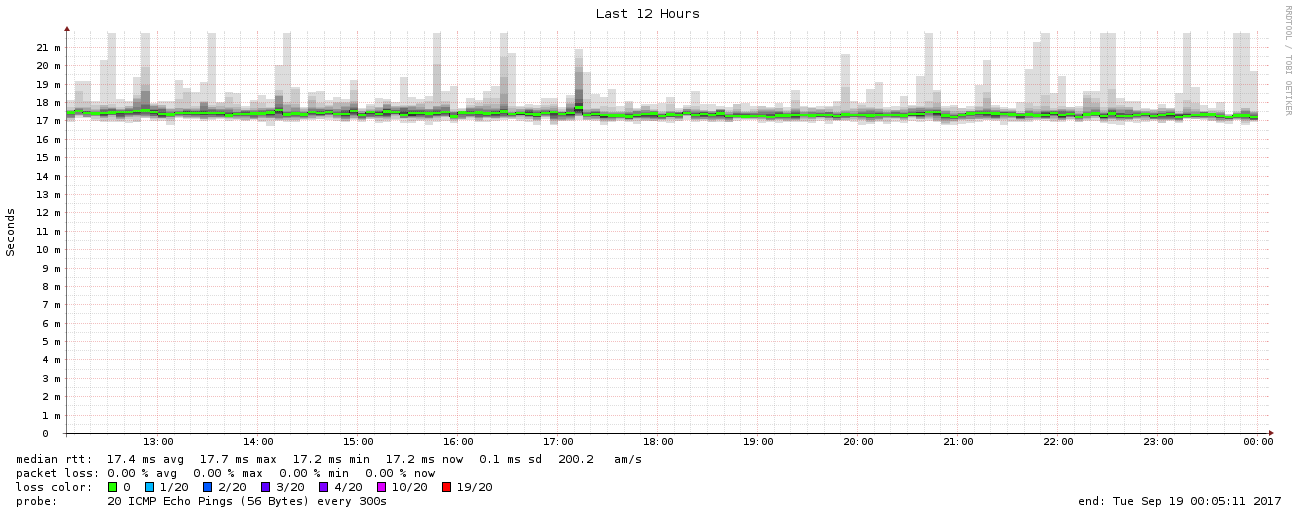 Last 12 Hours
RRDTOOL / TOBI OETIKER
21 m
20 m
19 m
18 m
17 m
16 m
15 m
14 m
13 m
12 m
11 m
10 m
9 m
8 m
7 m
6 m
5 m
4 m
3 m
2 m
1 m
0
Seconds
13:00 14:00 15:00 16:00 17:00 18:00 19:00 20:00 21:00 22:00 23:00 00:00
median rtt: 17.4 ms avg 17.7 ms max 17.2 ms min 17.2 ms now 0.1 ms sd 200.2 am/s
packet loss: 0.00 % avg 0.00 % max 0.00 % min 0.00 % now
loss color: 0 1/20 2/20 3/20 4/20 10/20 19/20
probe: 20 ICMP Echo Pings (56 Bytes) every 300s end: Tue Sep 19 00:05:11 2017